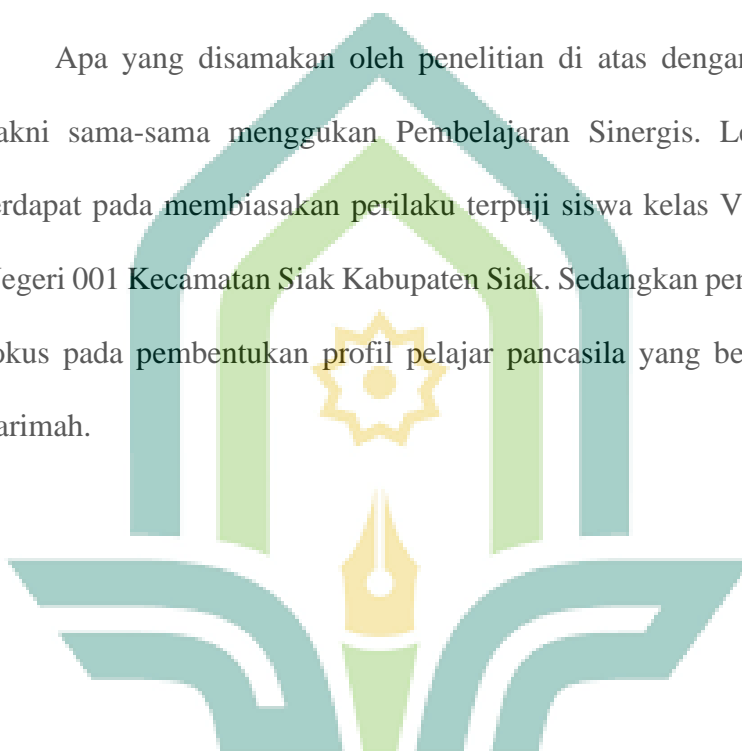 Apa yang disamakan oleh penelitian di atas dengan
akni sama-sama menggukan Pembelajaran Sinergis. Le
erdapat pada membiasakan perilaku terpuji siswa kelas V
Negeri 001 Kecamatan Siak Kabupaten Siak. Sedangkan pen
okus pada pembentukan profil pelajar pancasila yang be
arimah.